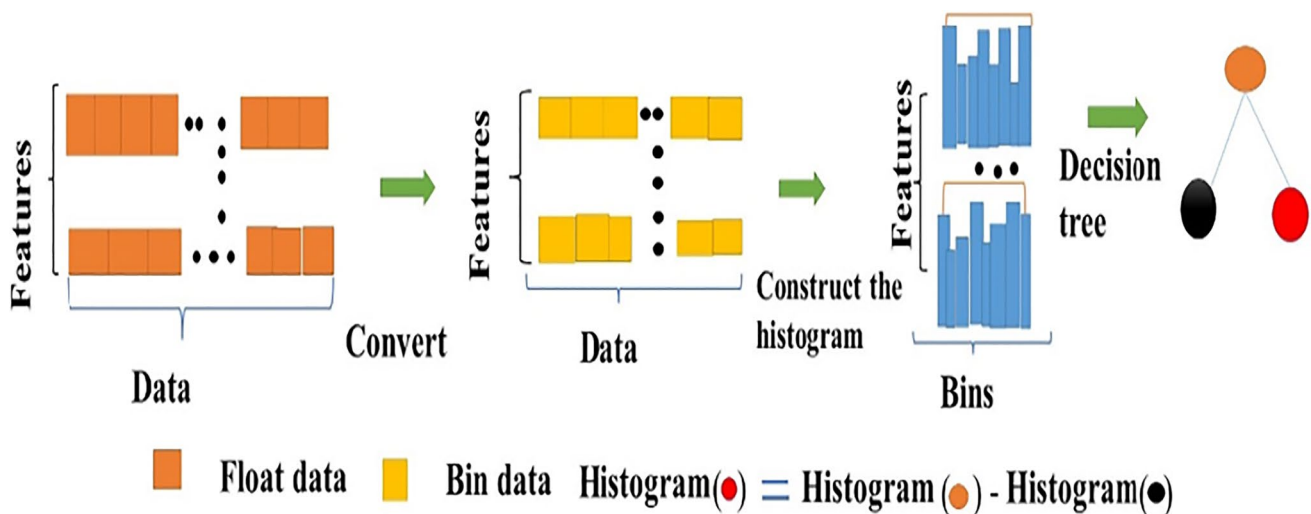 Features
Data
Convert
Features
Data
Construct the
histogram
Features
Bins
Decision
tree
Float data
Bin data
Histogram( ) = Histogram ( ) - Histogram( )